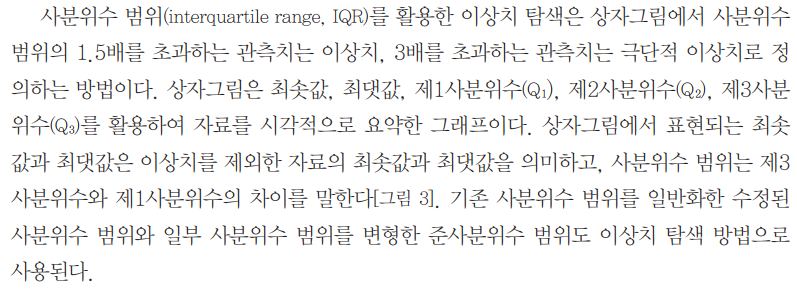 사분위수 범위(interquartile range, IQR)를 활용한 이상치 탐색은 상자그림에서 사분위수
범위의 1.5배를 초과하는 관측치는 이상치, 3배를 초과하는 관측치는 극단적 이상치로 정
의하는 방법이다. 상자그림은 최솟값, 최댓값, 제1사분위수(Q₁), 제2사분위수(Q₂), 제3사분
위수(Q₃)를 활용하여 자료를 시각적으로 요약한 그래프이다. 상자그림에서 표현되는 최솟
값과 최댓값은 이상치를 제외한 자료의 최솟값과 최댓값을 의미하고, 사분위수 범위는 제3
사분위수와 제1사분위수의 차이를 말한다[그림 3]. 기존 사분위수 범위를 일반화한 수정된
사분위수 범위와 일부 사분위수 범위를 변형한 준사분위수 범위도 이상치 탐색 방법으로
사용된다.